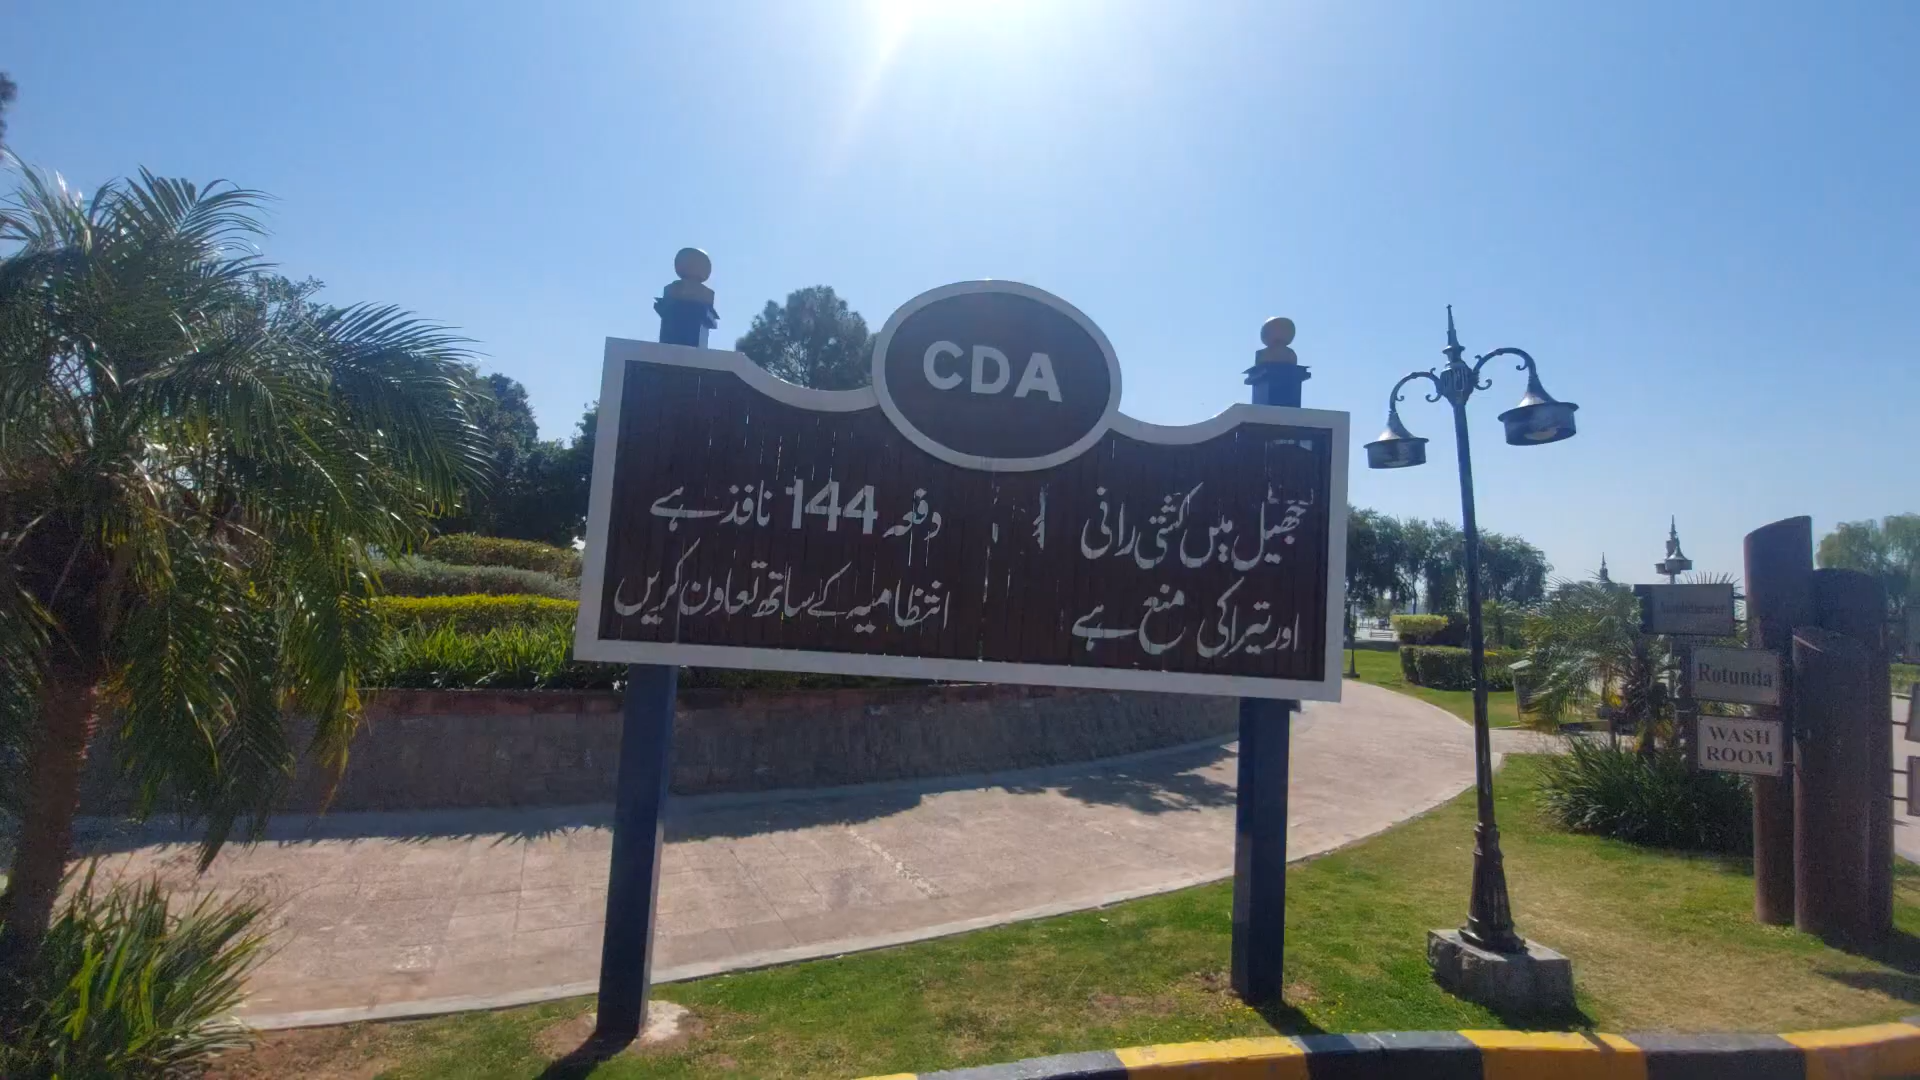 CDA
جھیل میں کشتی رانی
اور تیراکی منع ہے
دفعہ 144 نافذ ہے
انتظامیہ کے ساتھ تعاون کریں
Rotunda
WASH
ROOM